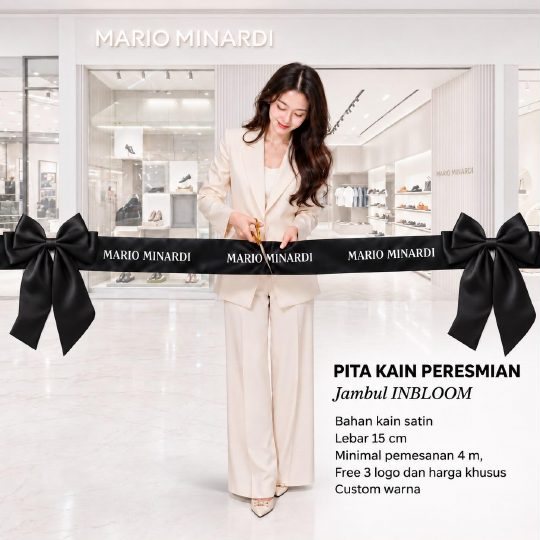 MARIO MINARDI
MARIO MINARDI
MARIO MINARDI MARIO MINARDI MARIO MINARDI
PITA KAIN PERESMIAN
Jambul INBLOOM
Bahan kain satin
Lebar 15 cm
Minimal pemesanan 4 m,
Free 3 logo dan harga khusus
Custom warna